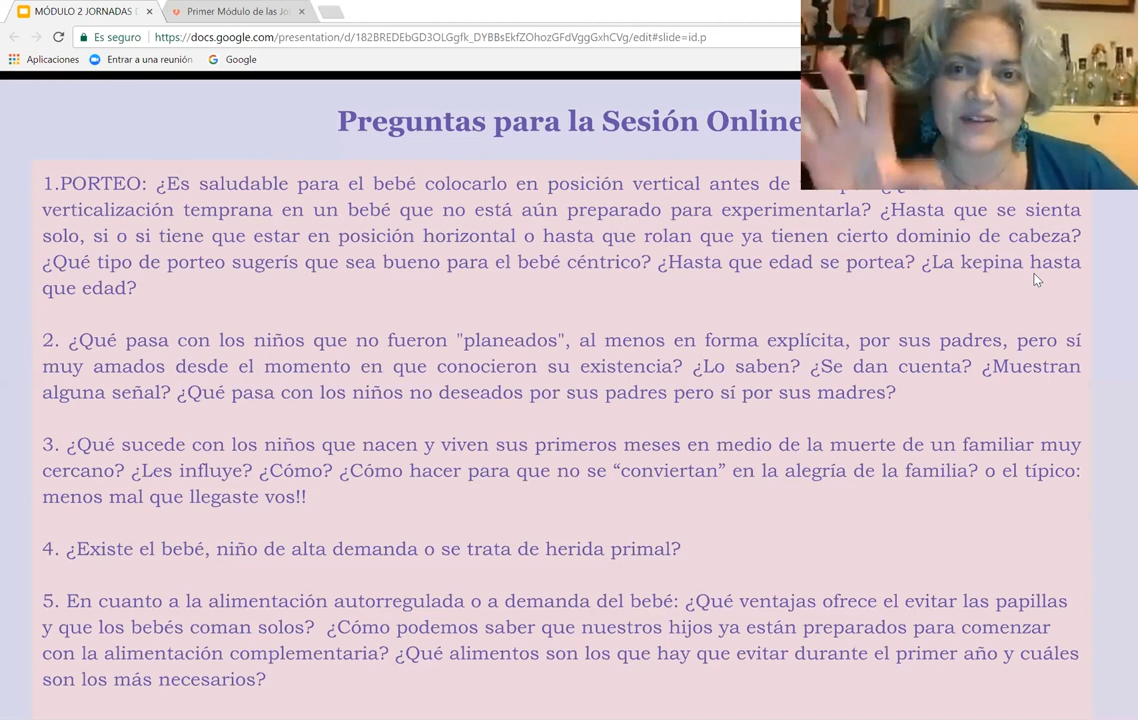 MÓDULO 2 JORNADAS
Primer Módulo de las Jo
Es seguro
https://docs.google.com/presentation/d/182BREDEbGD3OLGgfk_DYBBsEkfZOhozGFdVggGxhCVg/edit#slide=id.p
Aplicaciones
Entrar a una reunión
Google
Preguntas para la Sesión Online
1.PORTEO: ¿Es saludable para el bebé colocarlo en posición vertical antes de
verticalización temprana en un bebé que no está aún preparado para experimentarla? ¿Hasta que se sienta
solo, si o si tiene que estar en posición horizontal o hasta que rolan que ya tienen cierto dominio de cabeza?
¿Qué tipo de porteo sugerís que sea bueno para el bebé céntrico? ¿Hasta que edad se portea? ¿La kepina hasta
que edad?
2. ¿Qué pasa con los niños que no fueron "planeados", al menos en forma explícita, por sus padres, pero sí
muy amados desde el momento en que conocieron su existencia? ¿Lo saben? ¿Se dan cuenta? ¿Muestran
alguna señal? ¿Qué pasa con los niños no deseados por sus padres pero sí por sus madres?
3. ¿Qué sucede con los niños que nacen y viven sus primeros meses en medio de la muerte de un familiar muy
cercano? ¿Les influye? ¿Cómo? ¿Cómo hacer para que no se “conviertan” en la alegría de la familia? o el típico:
menos mal que llegaste vos!!
4. ¿Existe el bebé, niño de alta demanda o se trata de herida primal?
5. En cuanto a la alimentación autorregulada o a demanda del bebé: ¿Qué ventajas ofrece el evitar las papillas
y que los bebés coman solos? ¿Cómo podemos saber que nuestros hijos ya están preparados para comenzar
con la alimentación complementaria? ¿Qué alimentos son los que hay que evitar durante el primer año y cuáles
son los más necesarios?